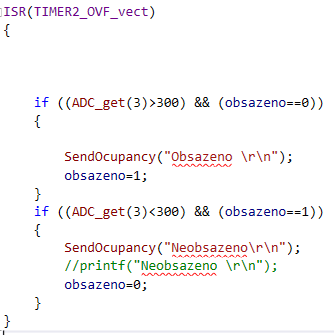 ISR(TIMER2_OVF_vect)
{
if ((ADC_get(3)>300) && (obsazeno==0))
{
SendOcupancy("Obsazeno \r\n");
obsazeno=1;
}
if ((ADC_get(3)<300) && (obsazeno==1))
{
SendOcupancy("Neobsazeno\r\n");
//printf("Neobsazeno \r\n");
obsazeno=0;
}
}